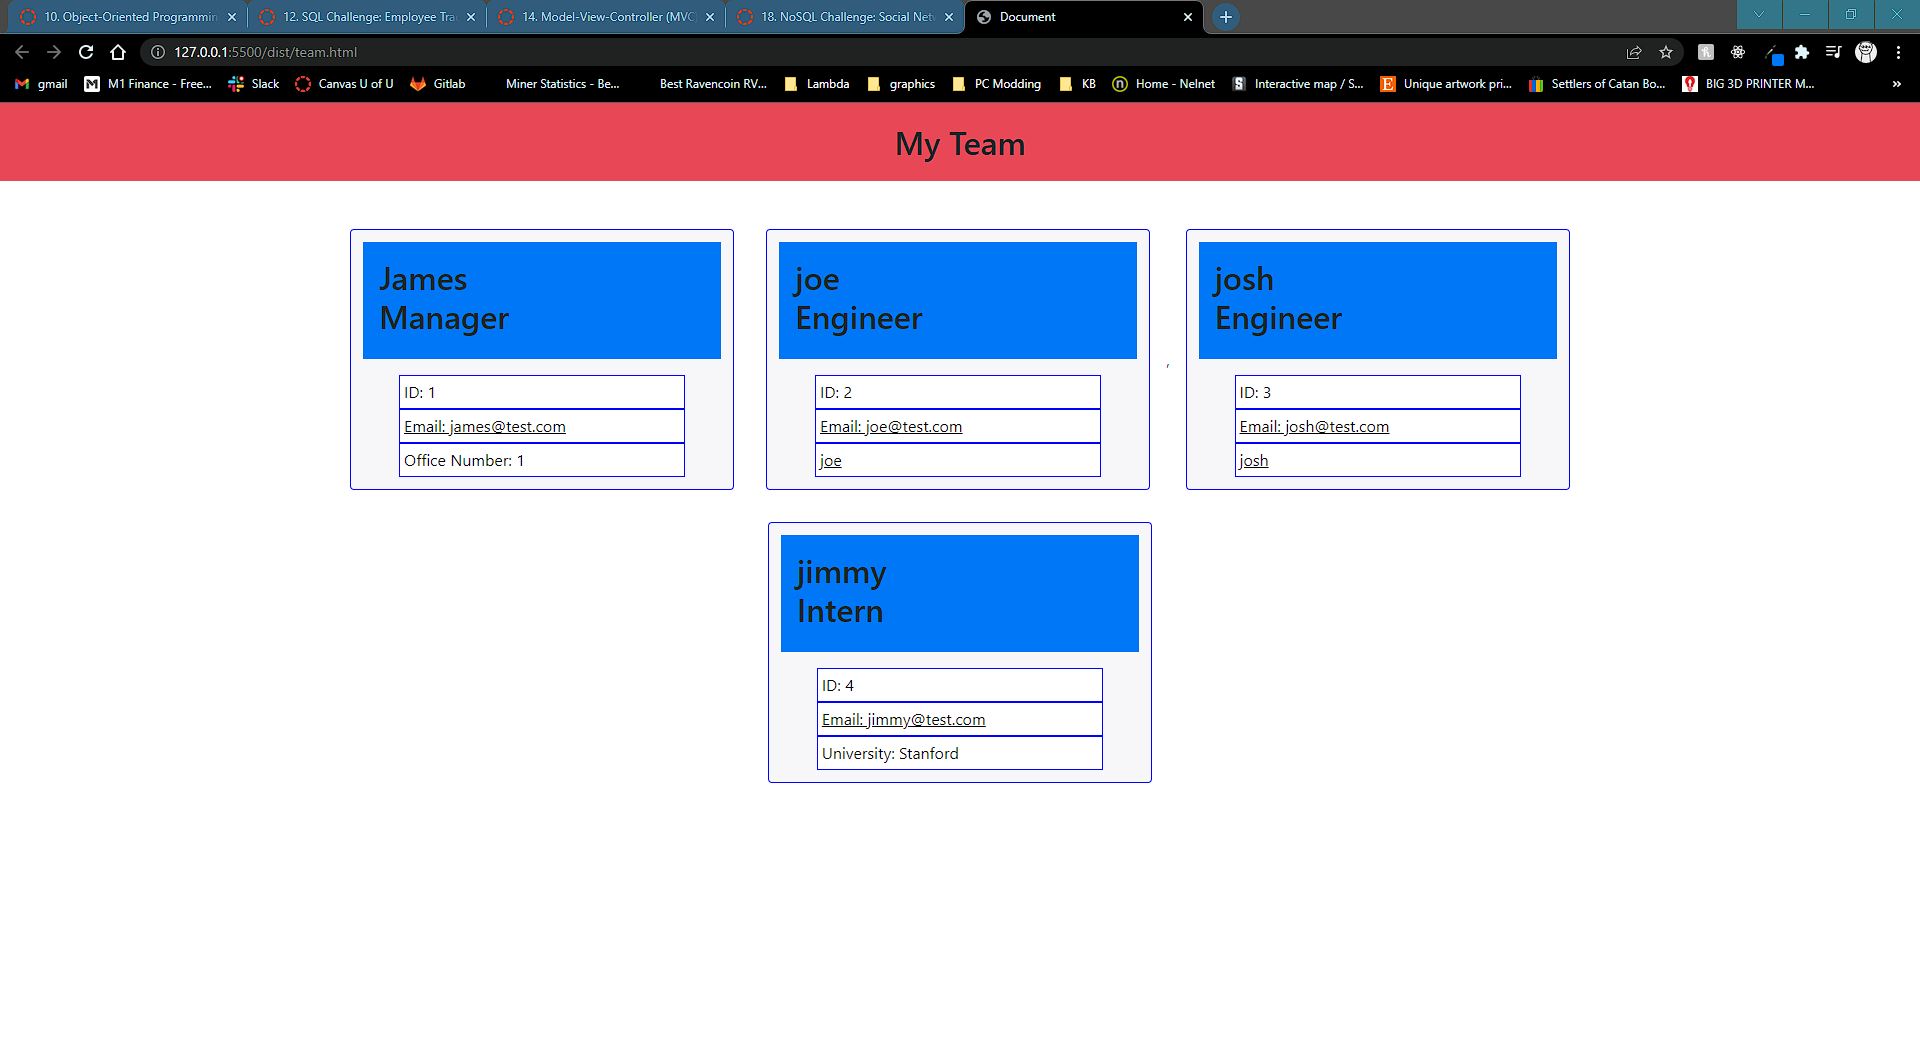 10. Object-Oriented Programmin
12. SQL Challenge: Employee Tra
14. Model-View-Controller (MVC)
18. NoSQL Challenge: Social Netw
Document
127.0.0.1:5500/dist/team.html
gmail
M1 Finance - Free...
Slack
Canvas U of U
Gitlab
Miner Statistics - Be...
Best Ravencoin RV...
Lambda
graphics
PC Modding
KB
Home - Nelnet
Interactive map / S...
Unique artwork pri...
Settlers of Catan Bo...
BIG 3D PRINTER M...
»
My Team
James
Manager
ID: 1
Email: james@test.com
Office Number: 1
joe
Engineer
ID: 2
Email: joe@test.com
joe
,
josh
Engineer
ID: 3
Email: josh@test.com
josh
jimmy
Intern
ID: 4
Email: jimmy@test.com
University: Stanford